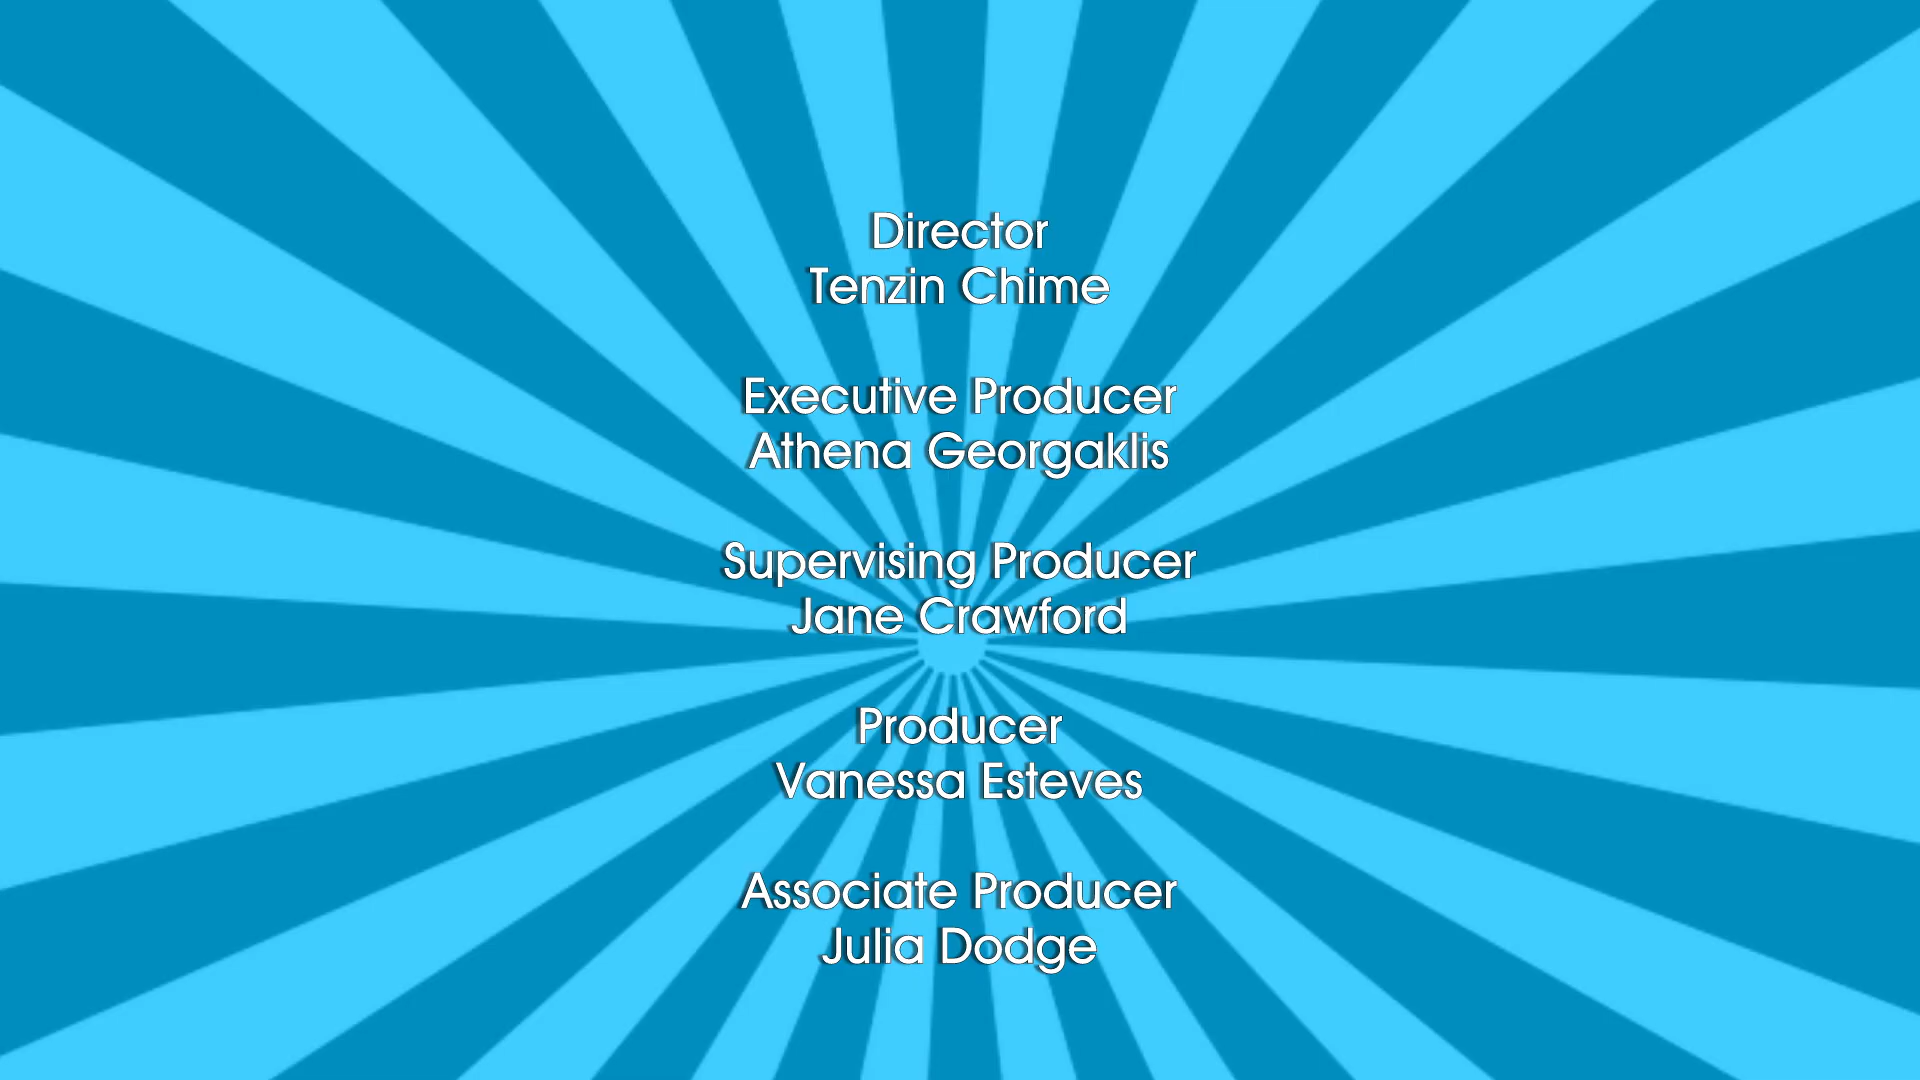 Director
Tenzin Chime
Executive Producer
Athena Georgaklis
Supervising Producer
Jane Crawford
Producer
Vanessa Esteves
Associate Producer
Julia Dodge